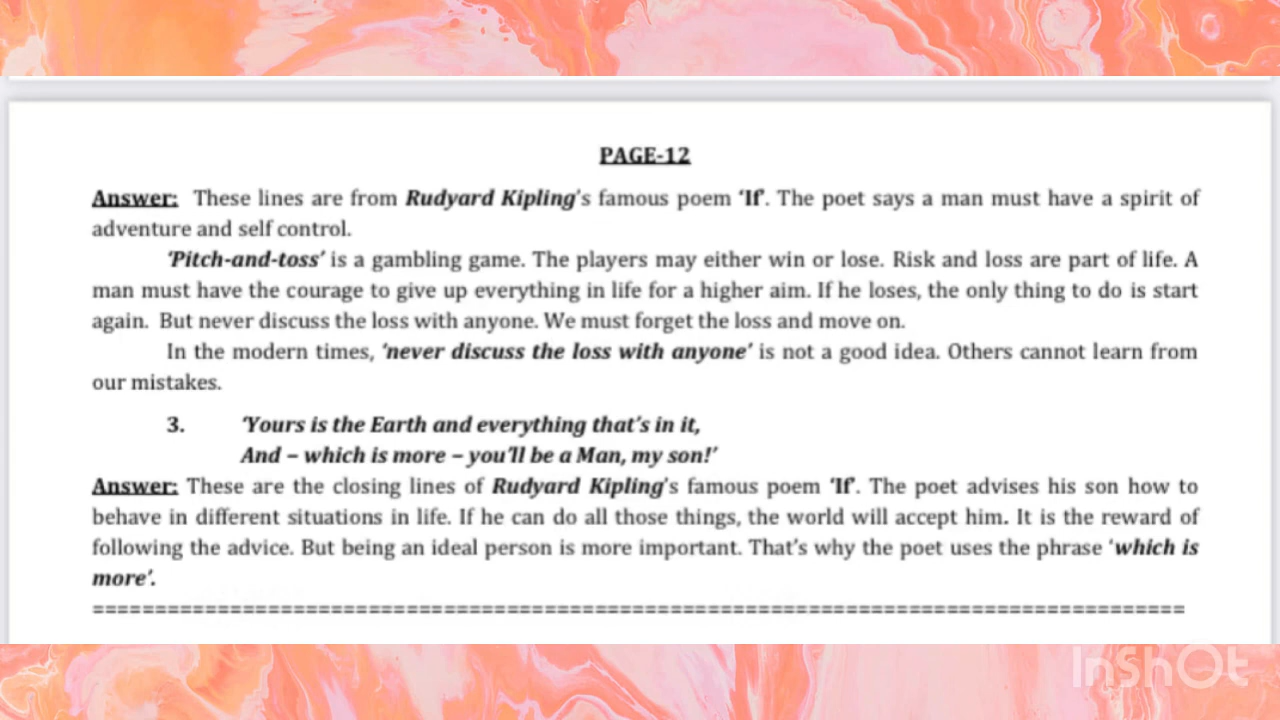 PAGE-12
Answer: These lines are from Rudyard Kipling's famous poem 'If'. The poet says a man must have a spirit of
adventure and self control.
'Pitch-and-toss' is a gambling game. The players may either win or lose. Risk and loss are part of life. A
man must have the courage to give up everything in life for a higher aim. If he loses, the only thing to do is start
again. But never discuss the loss with anyone. We must forget the loss and move on.
In the modern times, 'never discuss the loss with anyone' is not a good idea. Others cannot learn from
our mistakes.
3. 'Yours is the Earth and everything that's in it,
And – which is more – you'll be a Man, my son!'
Answer: These are the closing lines of Rudyard Kipling's famous poem 'If'. The poet advises his son how to
behave in different situations in life. If he can do all those things, the world will accept him. It is the reward of
following the advice. But being an ideal person is more important. That's why the poet uses the phrase 'which is
more'.
=======================================================================================
InShOt